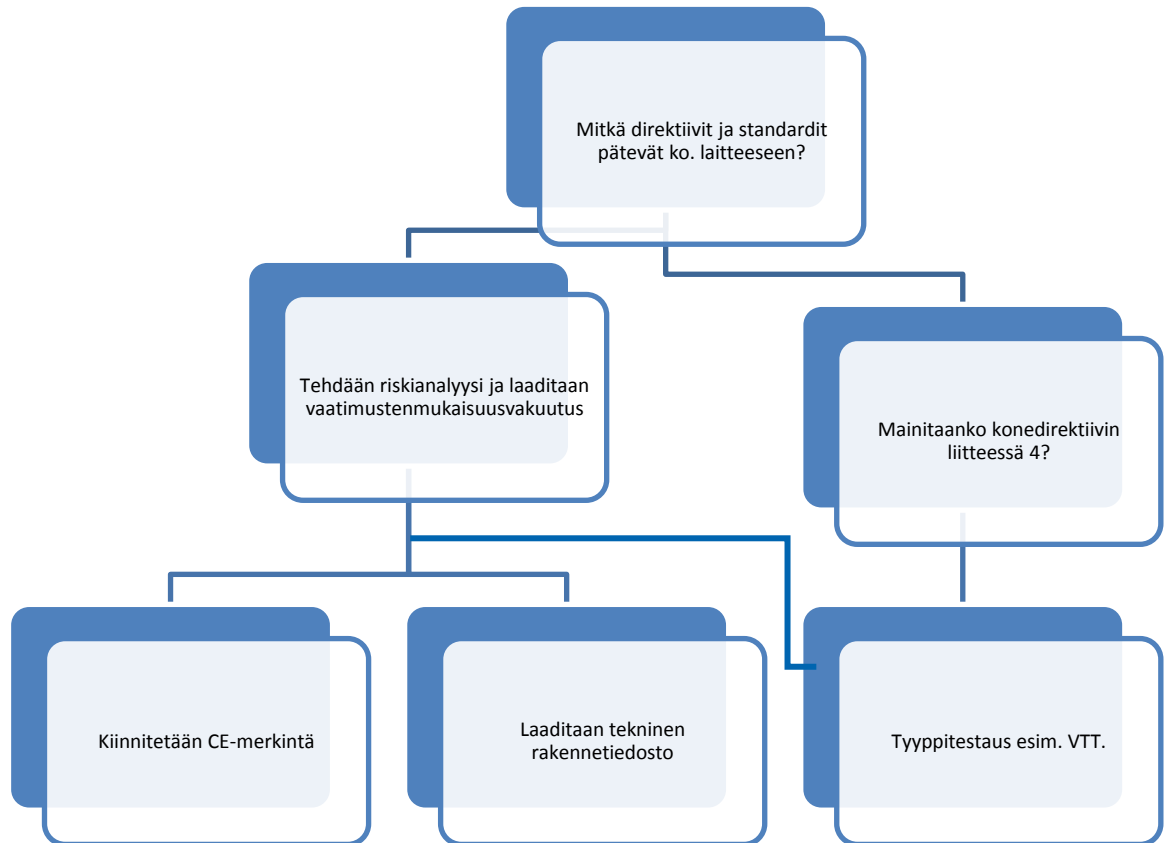 Mitkä direktiivit ja standardit
pätevät ko. laitteeseen?
Tehdään riskianalyysi ja laaditaan
vaatimustenmukaisuusvakuutus
Mainitaanko konedirektiivin
liitteessä 4?
Kiinnitetään CE-merkintä
Laaditaan tekninen
rakennetiedosto
Tyyppitestaus esim. VTT.